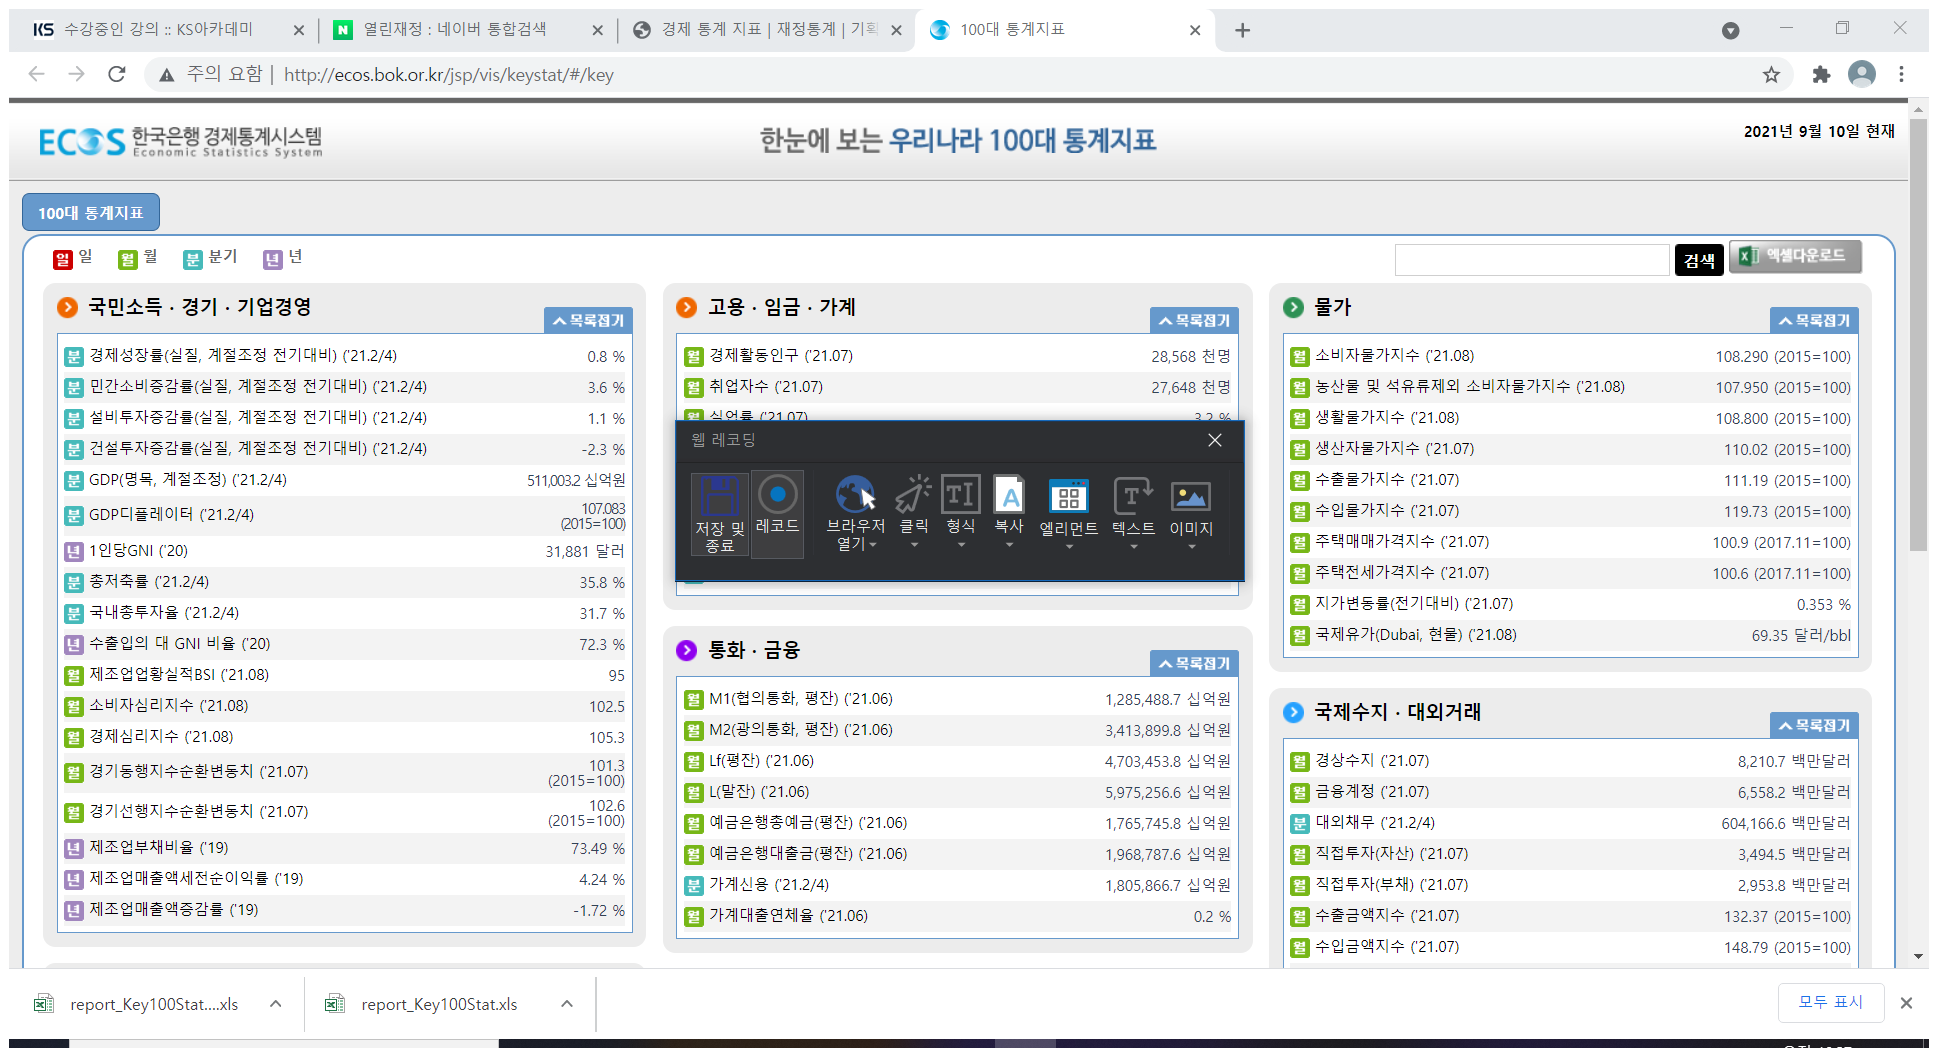 KS 수강중인 강의 :: KS아카데미
N 열린재정 : 네이버 통합검색
경제 통계 지표 | 재정통계 | 기획
100대 통계지표
주의 요함 | http://ecos.bok.or.kr/jsp/vis/keystat/#/key
ECOS 한국은행 경제통계시스템
Economic Statistics System
한눈에 보는 우리나라 100대 통계지표
2021년 9월 10일 현재
100대 통계지표
일 일 월 월 분 분기 년 년
검색
엑셀다운로드
국민소득 · 경기 · 기업경영
목록접기
분 경제성장률(실질, 계절조정 전기대비) ('21.2/4) 0.8 %
분 민간소비증감률(실질, 계절조정 전기대비) ('21.2/4) 3.6 %
분 설비투자증감률(실질, 계절조정 전기대비) ('21.2/4) 1.1 %
분 건설투자증감률(실질, 계절조정 전기대비) ('21.2/4) -2.3 %
분 GDP(명목, 계절조정) ('21.2/4) 511,003.2 십억원
분 GDP디플레이터 ('21.2/4) 107.083
(2015=100)
년 1인당GNI ('20) 31,881 달러
분 총저축률 ('21.2/4) 35.8 %
분 국내총투자율 ('21.2/4) 31.7 %
년 수출입의 대 GNI 비율 ('20) 72.3 %
월 제조업업황실적BSI ('21.08) 95
월 소비자심리지수 ('21.08) 102.5
월 경제심리지수 ('21.08) 105.3
월 경기동행지수순환변동치 ('21.07) 101.3
(2015=100)
월 경기선행지수순환변동치 ('21.07) 102.6
(2015=100)
년 제조업부채비율 ('19) 73.49 %
년 제조업매출액세전순이익률 ('19) 4.24 %
년 제조업매출액증감률 ('19) -1.72 %
고용 · 임금 · 가계
목록접기
월 경제활동인구 ('21.07) 28,568 천명
월 취업자수 ('21.07) 27,648 천명
월 실업률 ('21.07) 3.2 %
웹 레코딩
저장 및
종료
레코드
브라우저
열기
클릭
형식
복사
엘리먼트
텍스트
이미지
통화 · 금융
목록접기
월 M1(협의통화, 평잔) ('21.06) 1,285,488.7 십억원
월 M2(광의통화, 평잔) ('21.06) 3,413,899.8 십억원
월 Lf(평잔) ('21.06) 4,703,453.8 십억원
월 L(말잔) ('21.06) 5,975,256.6 십억원
월 예금은행총예금(평잔) ('21.06) 1,765,745.8 십억원
월 예금은행대출금(평잔) ('21.06) 1,968,787.6 십억원
분 가계신용 ('21.2/4) 1,805,866.7 십억원
월 가계대출연체율 ('21.06) 0.2 %
물가
목록접기
월 소비자물가지수 ('21.08) 108.290 (2015=100)
월 농산물 및 석유류제외 소비자물가지수 ('21.08) 107.950 (2015=100)
월 생활물가지수 ('21.08) 108.800 (2015=100)
월 생산자물가지수 ('21.07) 110.02 (2015=100)
월 수출물가지수 ('21.07) 111.19 (2015=100)
월 수입물가지수 ('21.07) 119.73 (2015=100)
월 주택매매가격지수 ('21.07) 100.9 (2017.11=100)
월 주택전세가격지수 ('21.07) 100.6 (2017.11=100)
월 지가변동률(전기대비) ('21.07) 0.353 %
월 국제유가(Dubai, 현물) ('21.08) 69.35 달러/bbl
국제수지 · 대외거래
목록접기
월 경상수지 ('21.07) 8,210.7 백만달러
월 금융계정 ('21.07) 6,558.2 백만달러
분 대외채무 ('21.2/4) 604,166.6 백만달러
월 직접투자(자산) ('21.07) 3,494.5 백만달러
월 직접투자(부채) ('21.07) 2,953.8 백만달러
월 수출금액지수 ('21.07) 132.37 (2015=100)
월 수입금액지수 ('21.07) 148.79 (2015=100)
report_Key100Stat....xls
report_Key100Stat.xls
모두 표시